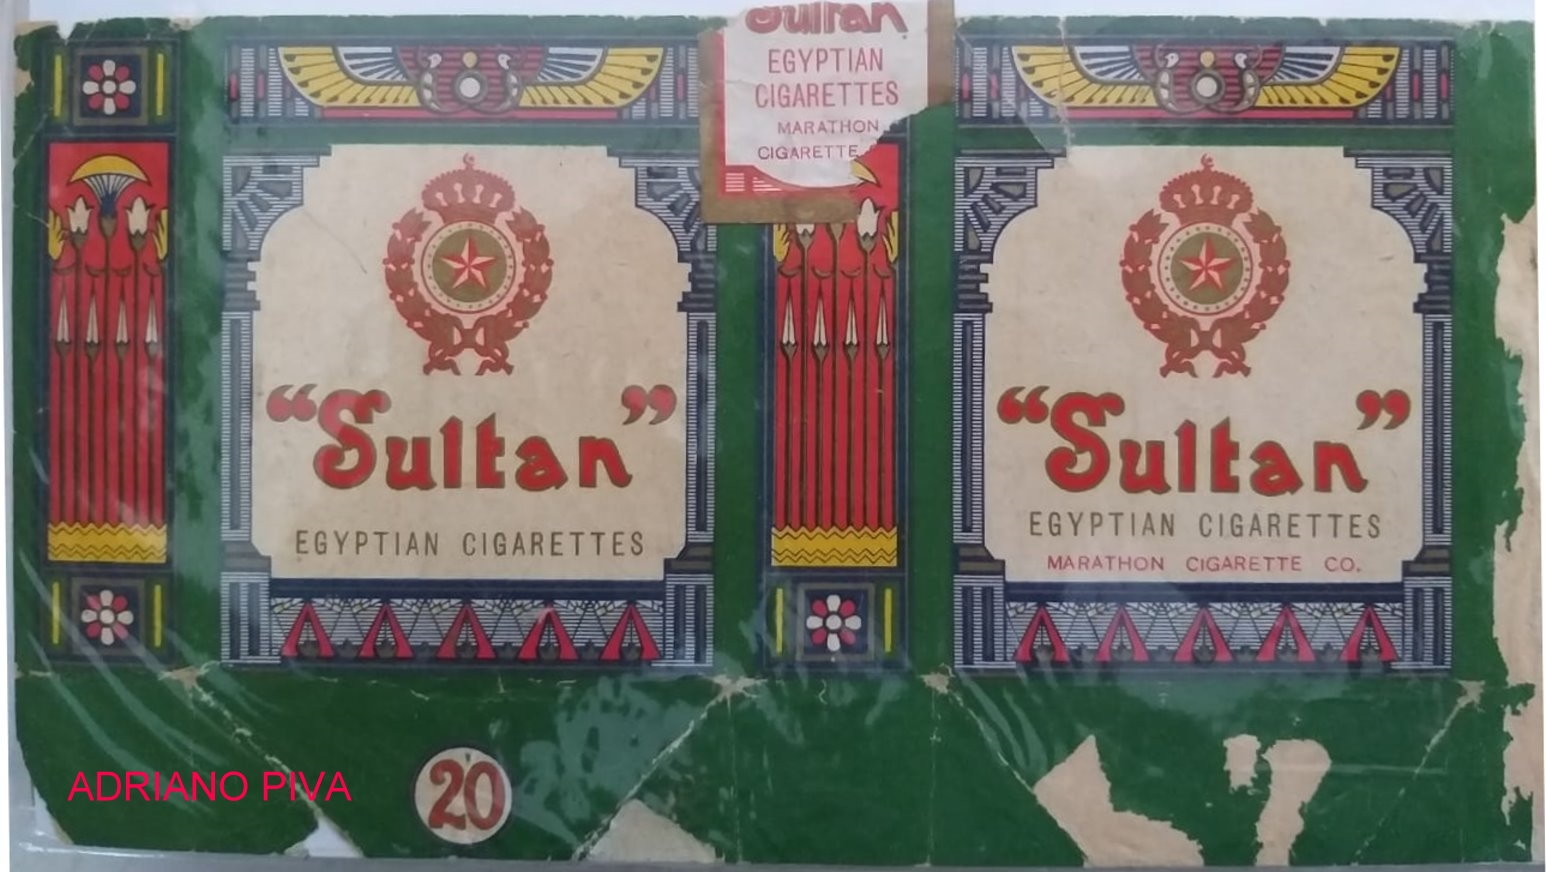 Sultan
EGYPTIAN
CIGARETTES
MARATHON
CIGARETTE
"Sultan"
EGYPTIAN CIGARETTES
"Sultan"
EGYPTIAN CIGARETTES
MARATHON CIGARETTE CO.
20
ADRIANO PIVA